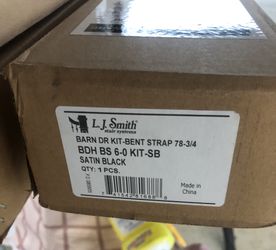 L.J. Smith
stair systems
BARN DR KIT-BENT STRAP 78-3/4
BDH BS 6-0 KIT-SB
SATIN BLACK
QTY: 1 PCS.
Made in
China